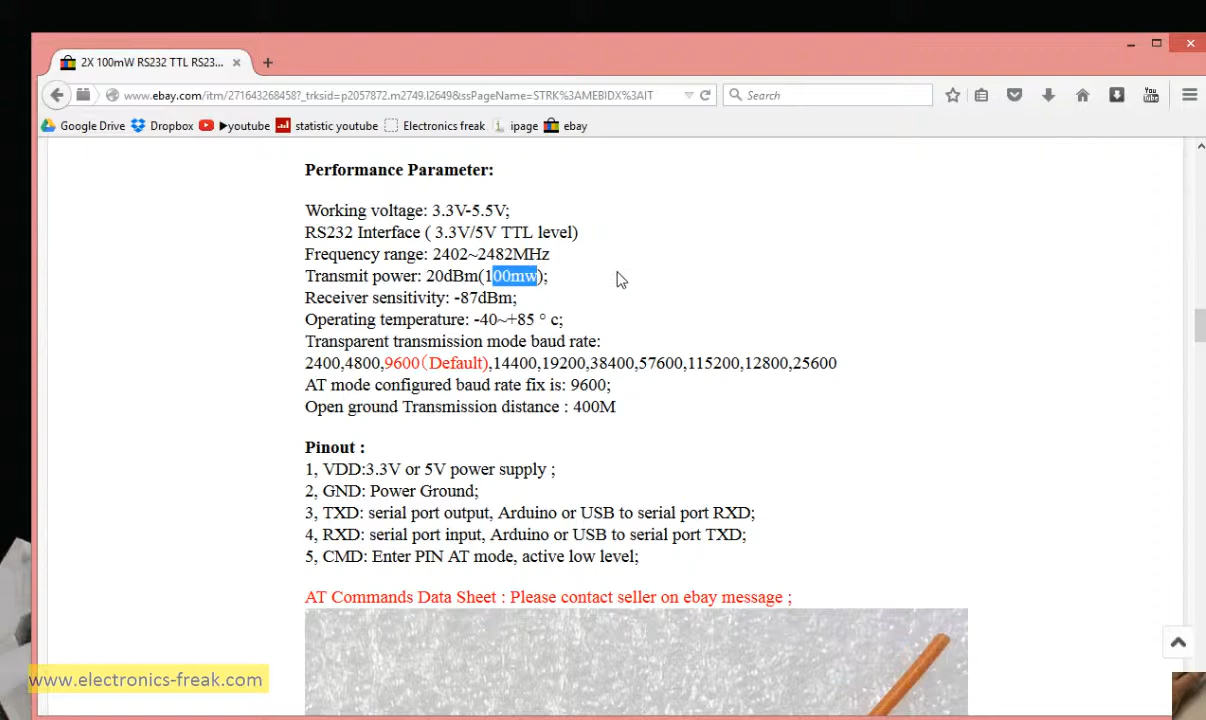 2X 100mW RS232 TTL RS23...
www.ebay.com/itm/271643268458?_trksid=p2057872.m2749.l2649&ssPageName=STRK%3AMEBIDX%3AIT
Search
Google Drive Dropbox youtube statistic youtube Electronics freak ipage ebay
Performance Parameter:
Working voltage: 3.3V-5.5V;
RS232 Interface ( 3.3V/5V TTL level)
Frequency range: 2402~2482MHz
Transmit power: 20dBm(100mw);
Receiver sensitivity: -87dBm;
Operating temperature: -40~+85 ° c;
Transparent transmission mode baud rate:
2400,4800,9600(Default),14400,19200,38400,57600,115200,12800,25600
AT mode configured baud rate fix is: 9600;
Open ground Transmission distance : 400M
Pinout :
1, VDD:3.3V or 5V power supply ;
2, GND: Power Ground;
3, TXD: serial port output, Arduino or USB to serial port RXD;
4, RXD: serial port input, Arduino or USB to serial port TXD;
5, CMD: Enter PIN AT mode, active low level;
AT Commands Data Sheet : Please contact seller on ebay message ;
www.electronics-freak.com